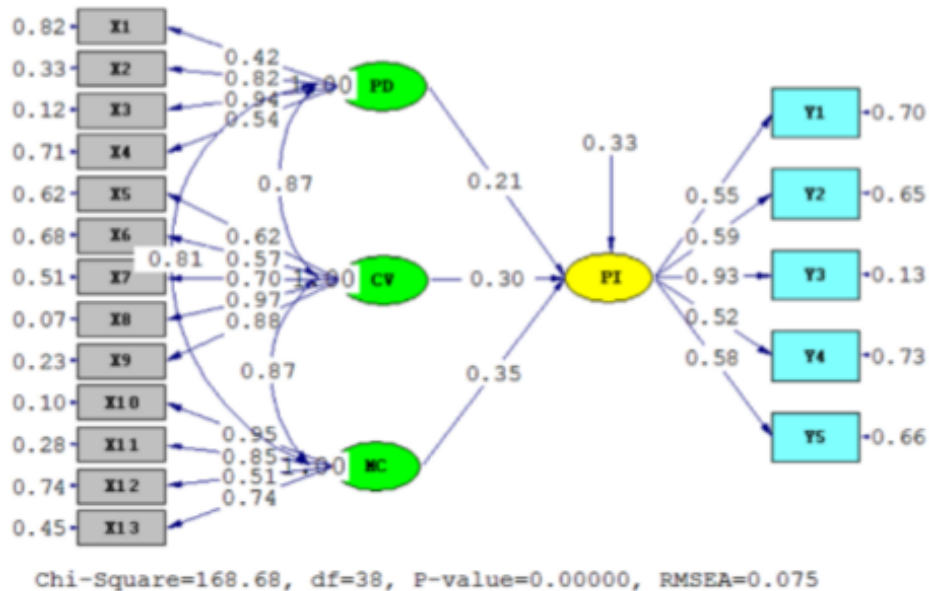 0.82 X1
0.33 X2
0.12 X3
0.71 X4
0.62 X5
0.68 X6
0.51 X7
0.07 X8
0.23 X9
0.10 X10
0.28 X11
0.74 X12
0.45 X13
0.42
0.82
0.94
0.54
1.00 PD
0.87
0.81
0.62
0.57
0.70
0.97
0.88
1.00 CV
0.87
0.95
0.85
0.51
0.74
1.00 MC
0.21
0.30
0.35
0.33
PI
0.55
0.59
0.93
0.52
0.58
Y1 0.70
Y2 0.65
Y3 0.13
Y4 0.73
Y5 0.66
Chi-Square=168.68, df=38, P-value=0.00000, RMSEA=0.075